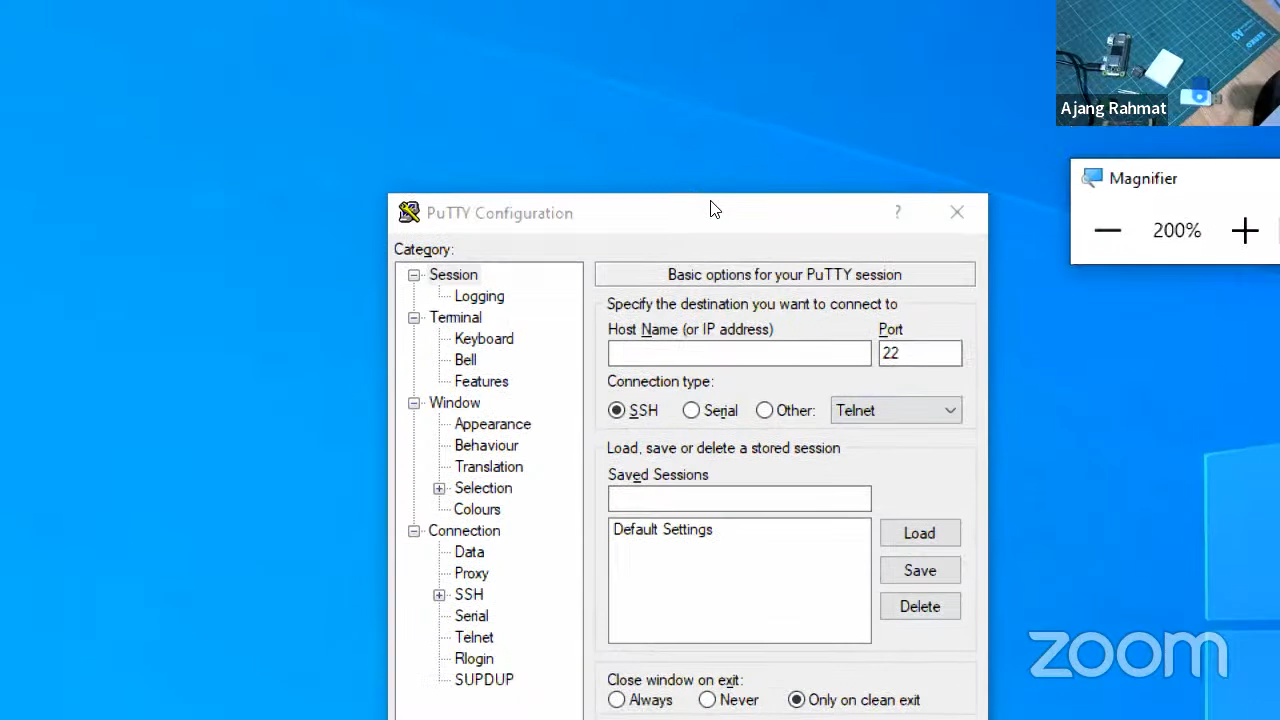 Ajang Rahmat
Magnifier
200%
PuTTY Configuration
?
Category:
Session
Logging
Terminal
Keyboard
Bell
Features
Window
Appearance
Behaviour
Translation
Selection
Colours
Connection
Data
Proxy
SSH
Serial
Telnet
Rlogin
SUPDUP
Basic options for your PuTTY session
Specify the destination you want to connect to
Host Name (or IP address)
Port
22
Connection type:
SSH
Serial
Other:
Telnet
Load, save or delete a stored session
Saved Sessions
Default Settings
Load
Save
Delete
Close window on exit:
Always
Never
Only on clean exit
zoom